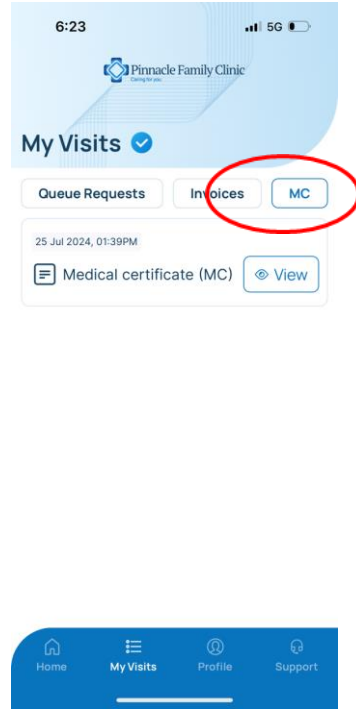 6:23 5G
Pinnacle Family Clinic
Caring for you
My Visits
Queue Requests Invoices MC
25 Jul 2024, 01:39PM
Medical certificate (MC) View
Home My Visits Profile Support